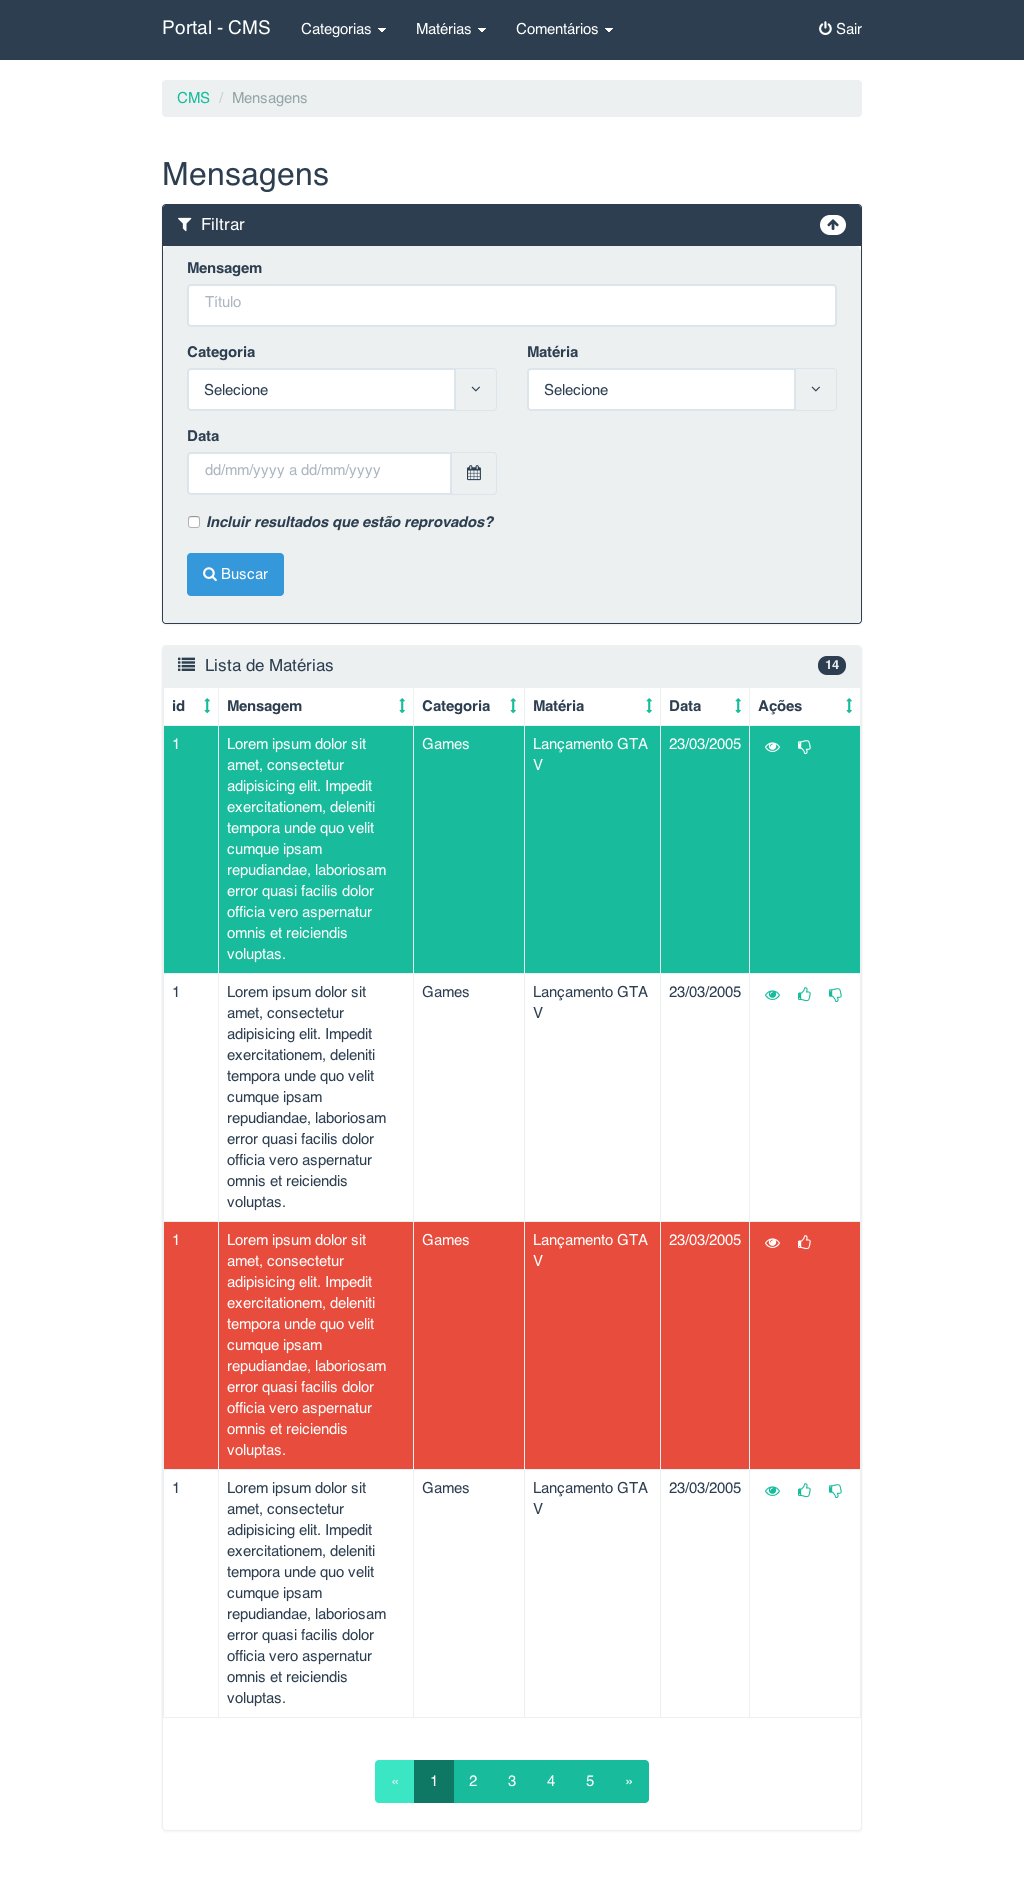 Portal - CMS Categorias Matérias Comentários Sair
CMS / Mensagens
Mensagens
Filtrar
Mensagem
Título
Categoria Matéria
Selecione Selecione
Data
dd/mm/yyyy a dd/mm/yyyy
Incluir resultados que estão reprovados?
Buscar
Lista de Matérias 14
id Mensagem Categoria Matéria Data Ações
1 Lorem ipsum dolor sit Games Lançamento GTA 23/03/2005
amet, consectetur V
adipisicing elit. Impedit
exercitationem, deleniti
tempora unde quo velit
cumque ipsam
repudiandae, laboriosam
error quasi facilis dolor
officia vero aspernatur
omnis et reiciendis
voluptas.
1 Lorem ipsum dolor sit Games Lançamento GTA 23/03/2005
amet, consectetur V
adipisicing elit. Impedit
exercitationem, deleniti
tempora unde quo velit
cumque ipsam
repudiandae, laboriosam
error quasi facilis dolor
officia vero aspernatur
omnis et reiciendis
voluptas.
1 Lorem ipsum dolor sit Games Lançamento GTA 23/03/2005
amet, consectetur V
adipisicing elit. Impedit
exercitationem, deleniti
tempora unde quo velit
cumque ipsam
repudiandae, laboriosam
error quasi facilis dolor
officia vero aspernatur
omnis et reiciendis
voluptas.
1 Lorem ipsum dolor sit Games Lançamento GTA 23/03/2005
amet, consectetur V
adipisicing elit. Impedit
exercitationem, deleniti
tempora unde quo velit
cumque ipsam
repudiandae, laboriosam
error quasi facilis dolor
officia vero aspernatur
omnis et reiciendis
voluptas.
« 1 2 3 4 5 »